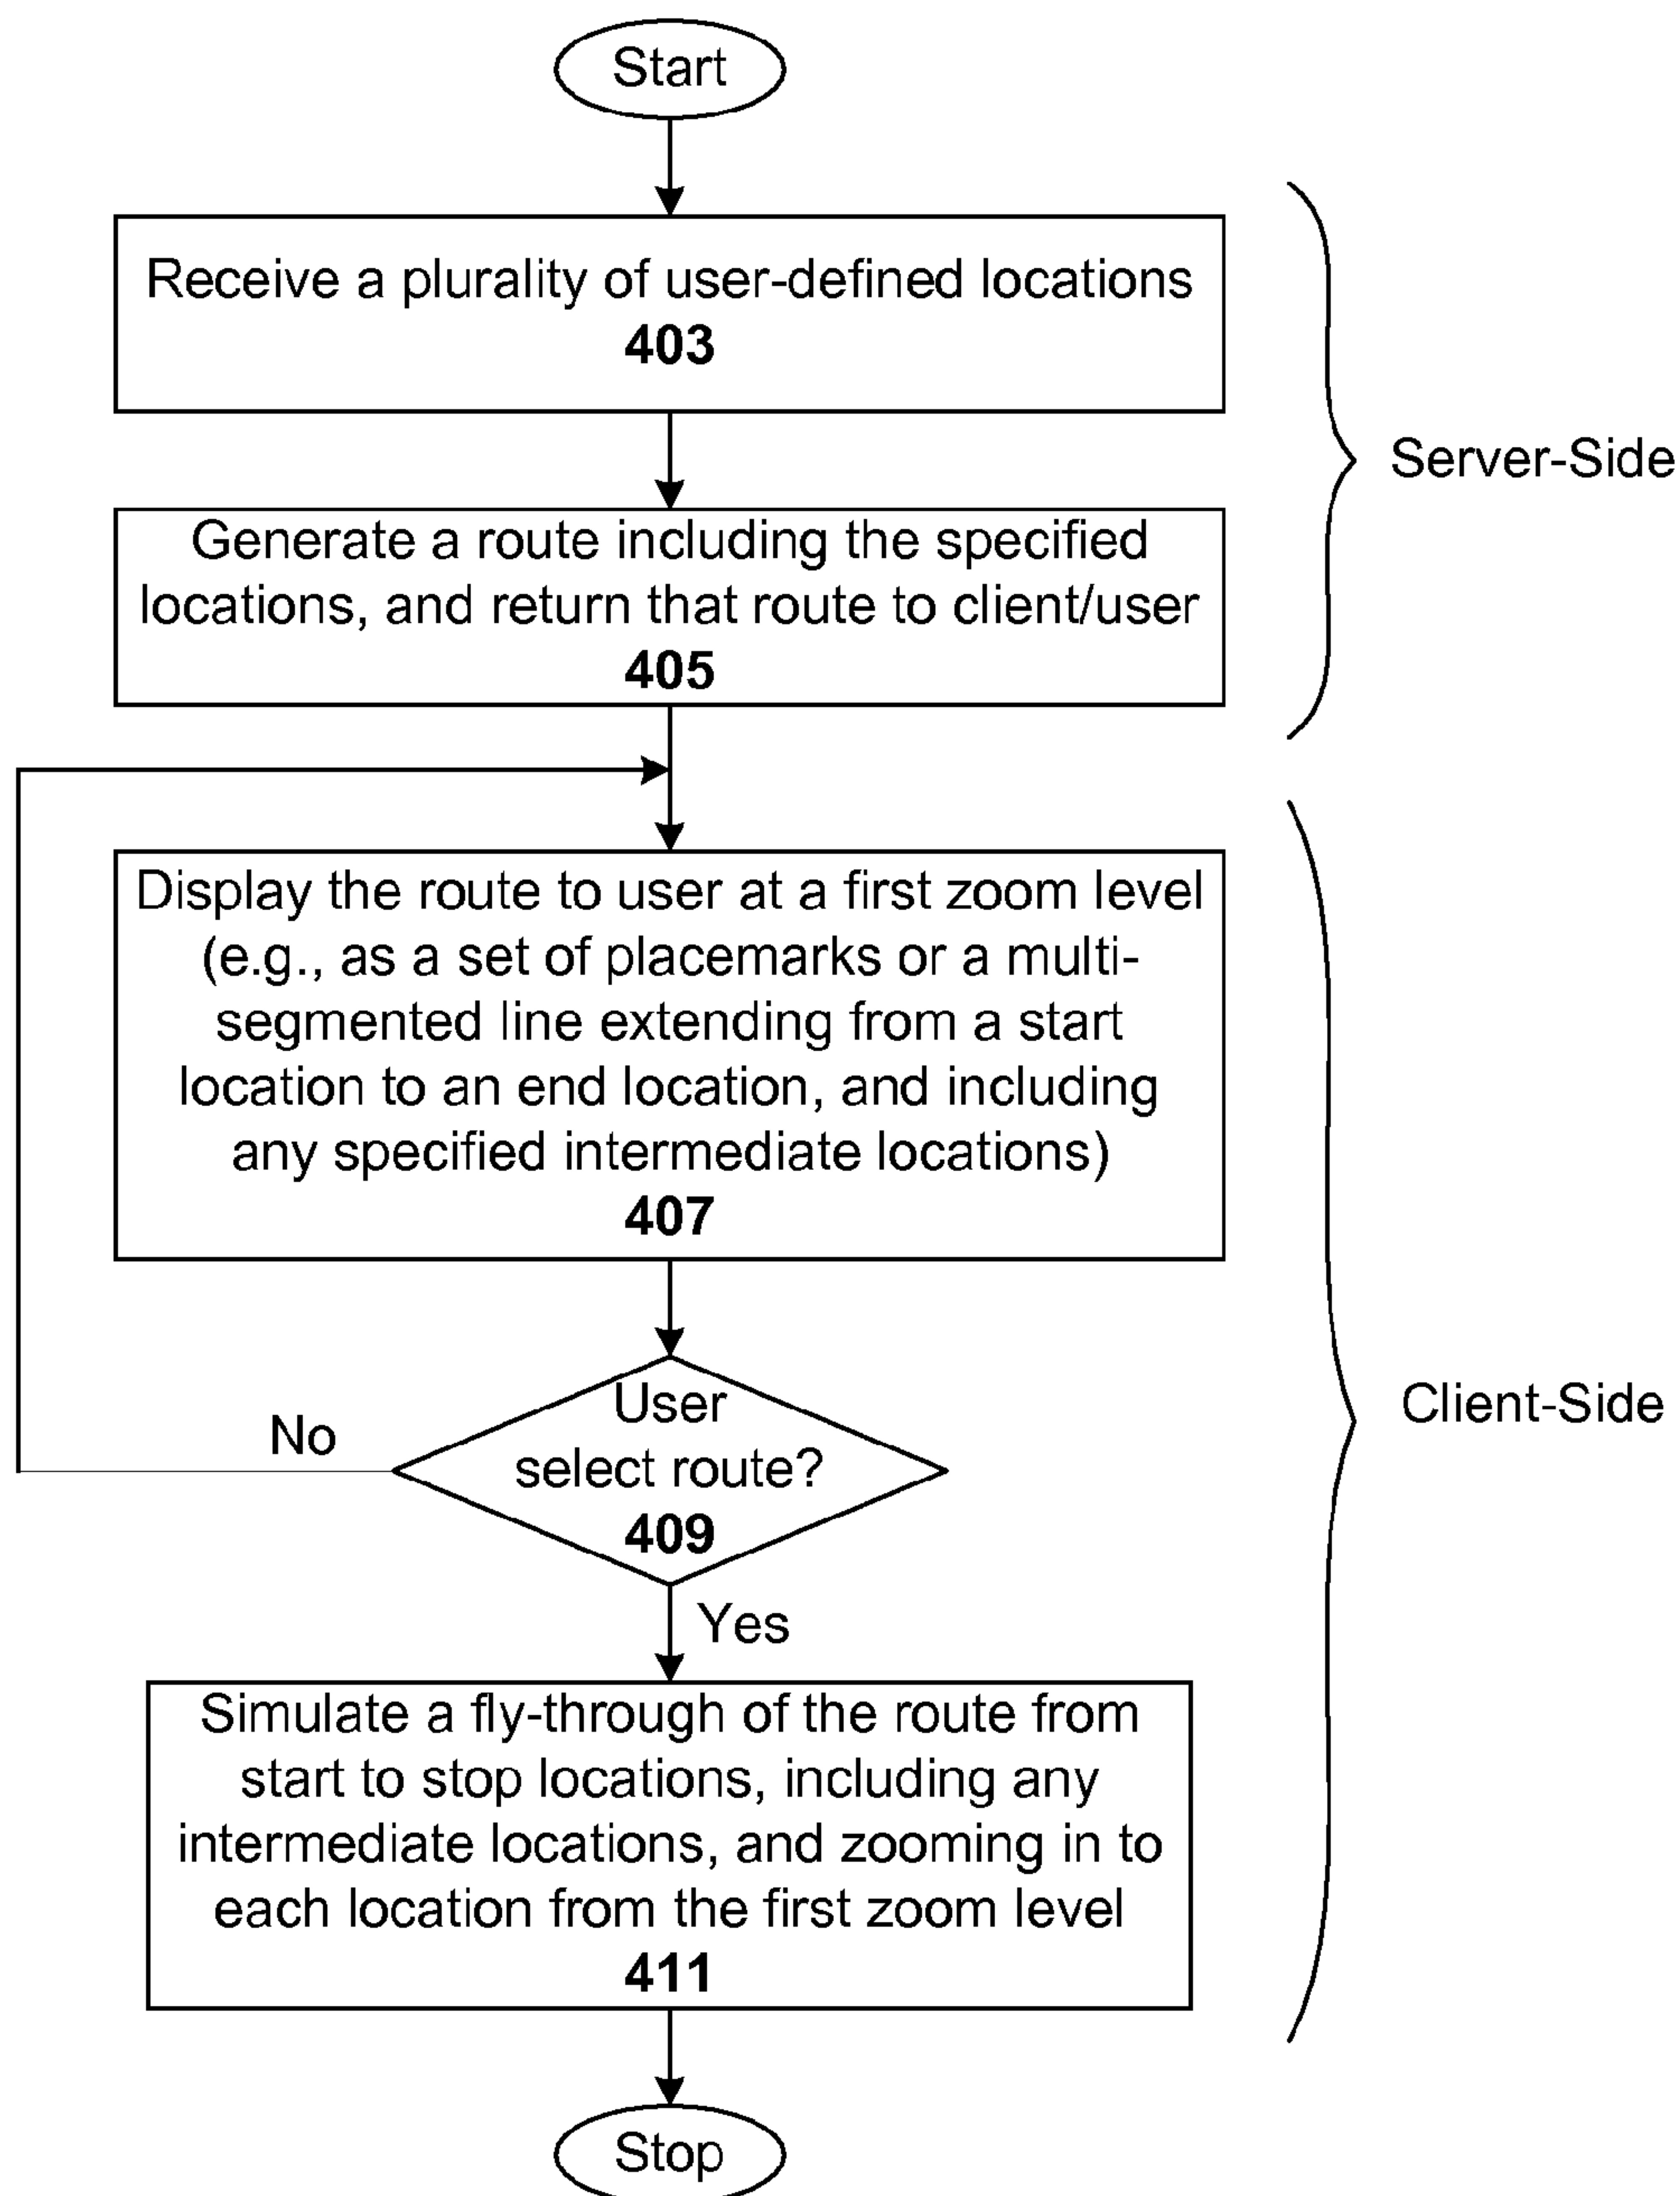 Start
Receive a plurality of user-defined locations
403
Server-Side
Generate a route including the specified
locations, and return that route to client/user
405
Display the route to user at a first zoom level
(e.g., as a set of placemarks or a multi-
segmented line extending from a start
location to an end location, and including
any specified intermediate locations)
407
Client-Side
User
select route?
409
No
Yes
Simulate a fly-through of the route from
start to stop locations, including any
intermediate locations, and zooming in to
each location from the first zoom level
411
Stop